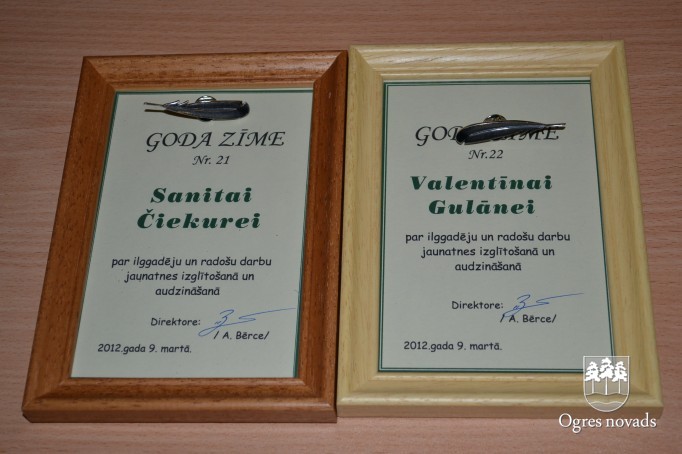 GODA ZĪME
Nr. 21
Sanitai
Čiekurei
par ilggadēju un radošu darbu
jaunatnes izglītošanā un
audzināšanā
Direktore:
/ A. Bērce/
2012.gada 9. martā.
GODA ZĪME
Nr.22
Valentīnai
Gulānei
par ilggadēju un radošu darbu
jaunatnes izglītošanā un
audzināšanā
Direktore:
/ A. Bērce/
2012.gada 9. martā.
Ogres novads